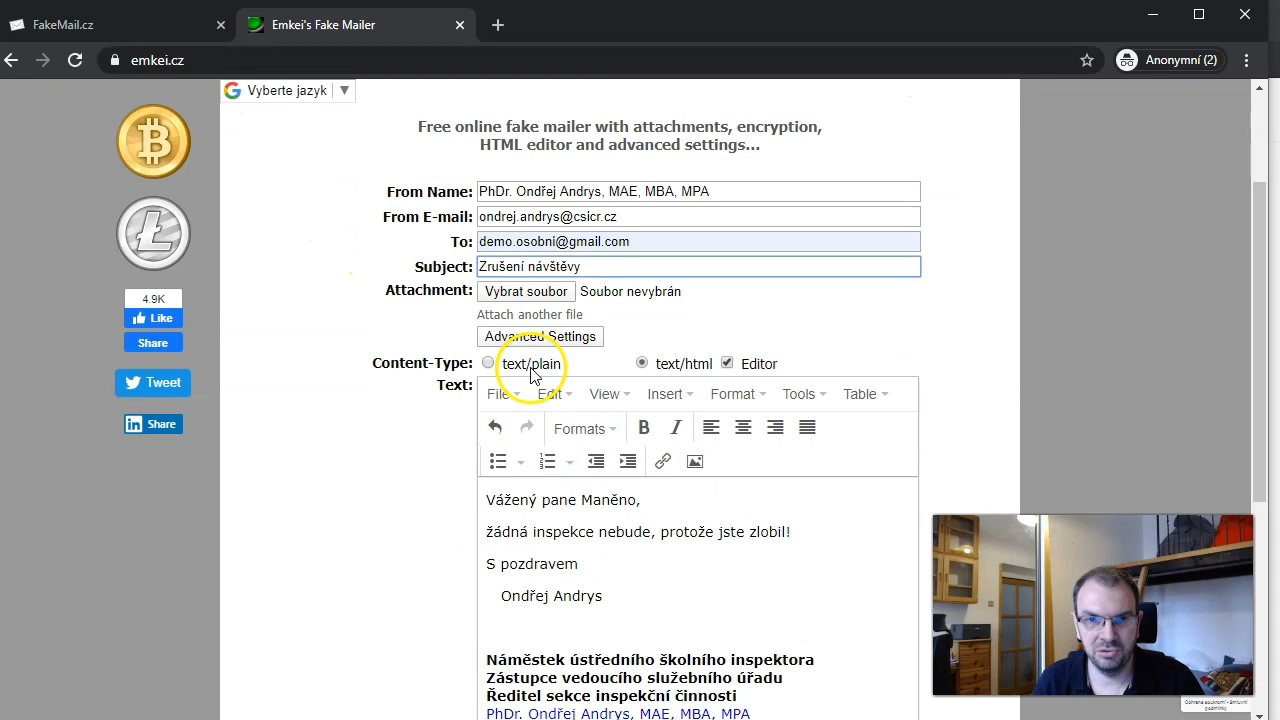 FakeMail.cz
Emkei's Fake Mailer
emkei.cz
Anonymní (2)
Vyberte jazyk
Free online fake mailer with attachments, encryption,
HTML editor and advanced settings...
From Name: PhDr. Ondřej Andrys, MAE, MBA, MPA
From E-mail: ondrej.andrys@csicr.cz
To: demo.osobni@gmail.com
Subject: Zrušení návštěvy
Attachment: Vybrat soubor Soubor nevybrán
Attach another file
Advanced Settings
Content-Type: text/plain text/html Editor
Text:
File Edit View Insert Format Tools Table
Formats B I
Vážený pane Maněno,
žádná inspekce nebude, protože jste zlobil!
S pozdravem
Ondřej Andrys
Náměstek ústředního školního inspektora
Zástupce vedoucího služebního úřadu
Ředitel sekce inspekční činnosti
PhDr. Ondřej Andrys, MAE, MBA, MPA
4.9K
Like
Share
Tweet
in Share
Ochrana soukromí - Smluvní
podmínky